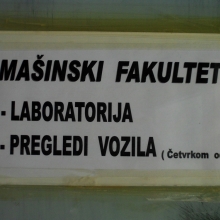 MAŠINSKI FAKULTET
- LABORATORIJA
- PREGLEDI VOZILA ( Četvrkom o